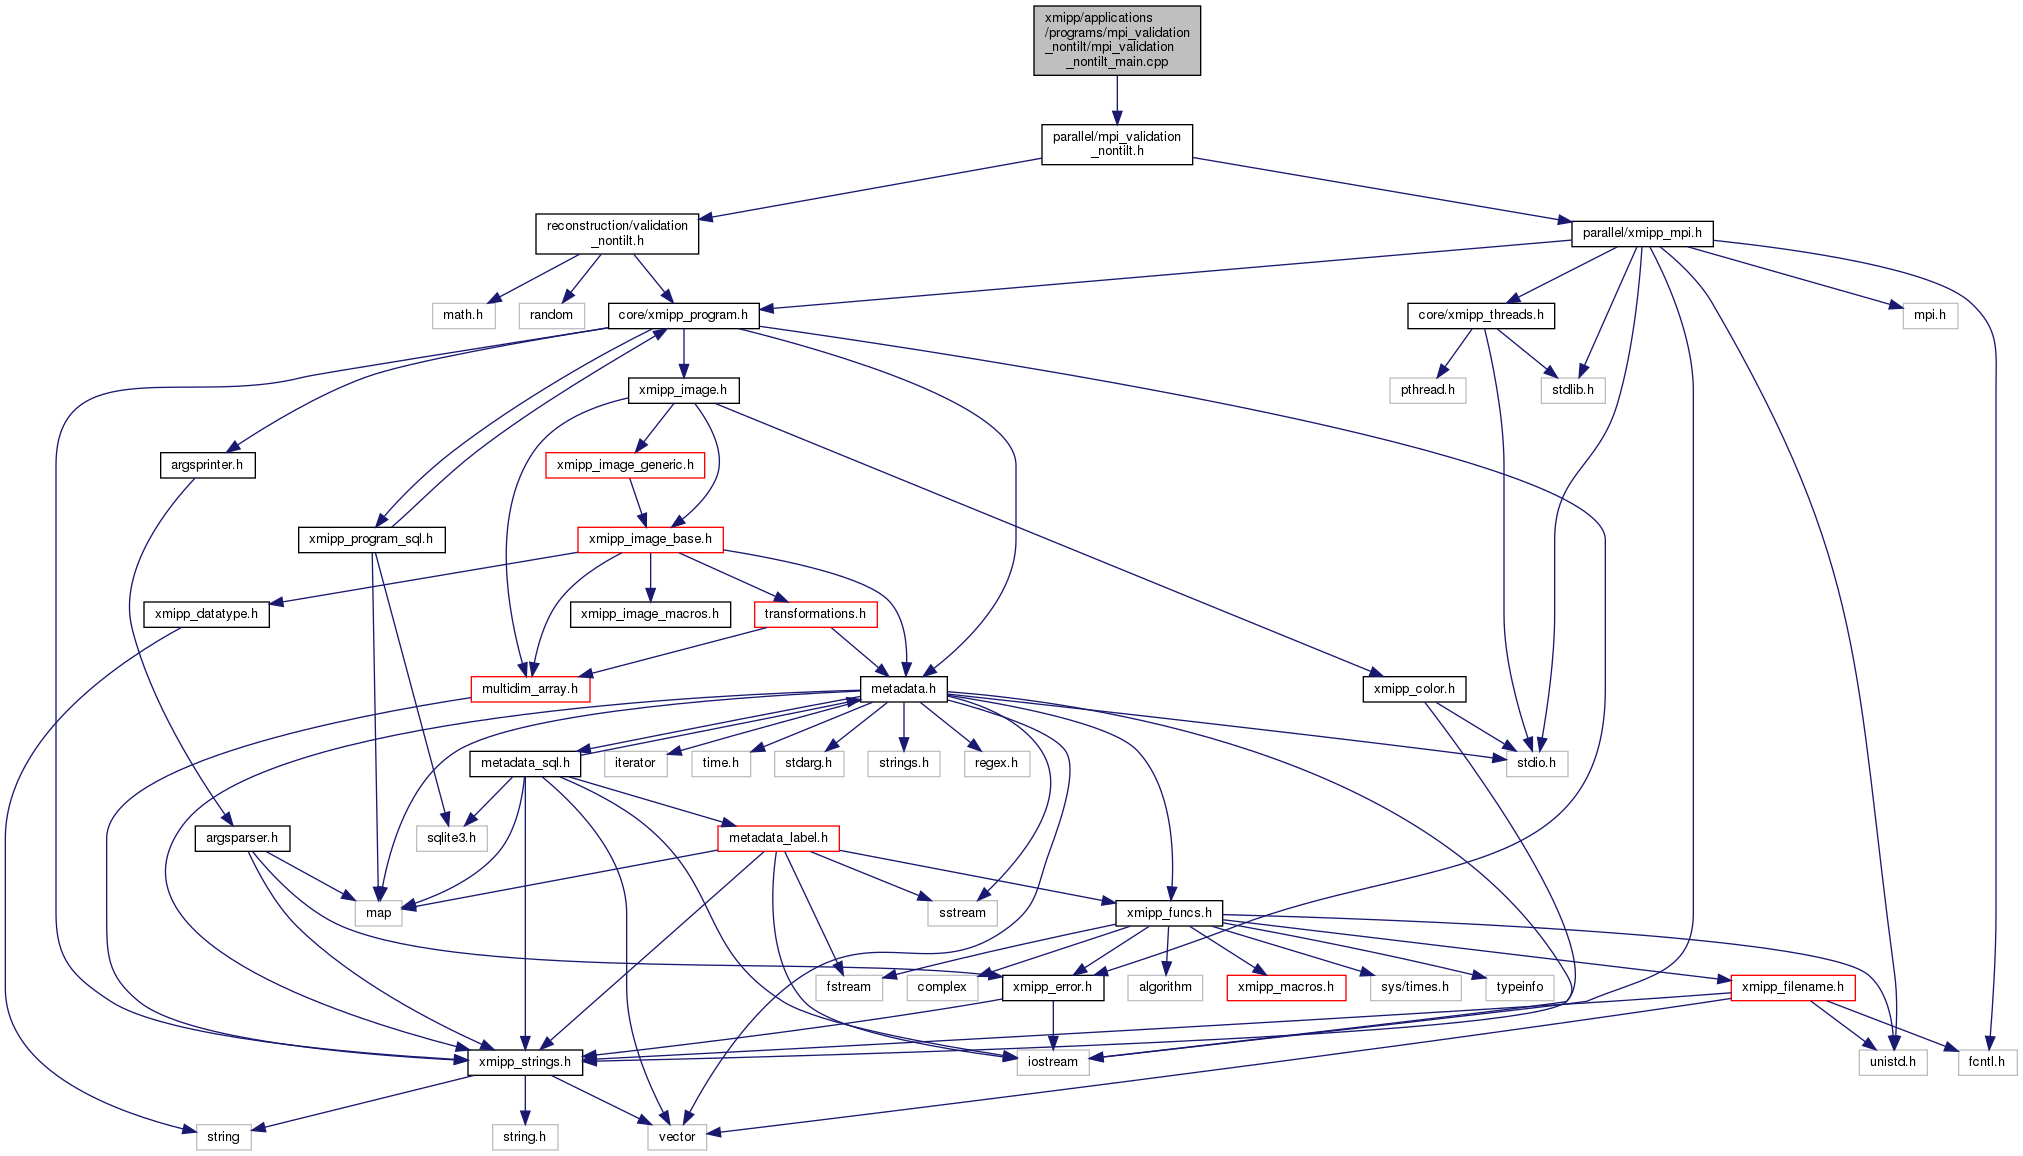 xmipp/applications
/programs/mpi_validation
_nontilt/mpi_validation
_nontilt_main.cpp
parallel/mpi_validation
_nontilt.h
reconstruction/validation
_nontilt.h
parallel/xmipp_mpi.h
math.h
random
core/xmipp_program.h
core/xmipp_threads.h
mpi.h
xmipp_image.h
pthread.h
stdlib.h
argsprinter.h
xmipp_image_generic.h
xmipp_program_sql.h
xmipp_image_base.h
xmipp_datatype.h
xmipp_image_macros.h
transformations.h
multidim_array.h
metadata.h
xmipp_color.h
metadata_sql.h
iterator
time.h
stdarg.h
strings.h
regex.h
stdio.h
argsparser.h
sqlite3.h
metadata_label.h
map
sstream
xmipp_funcs.h
fstream
complex
xmipp_error.h
algorithm
xmipp_macros.h
sys/times.h
typeinfo
xmipp_filename.h
xmipp_strings.h
iostream
unistd.h
fcntl.h
string
string.h
vector